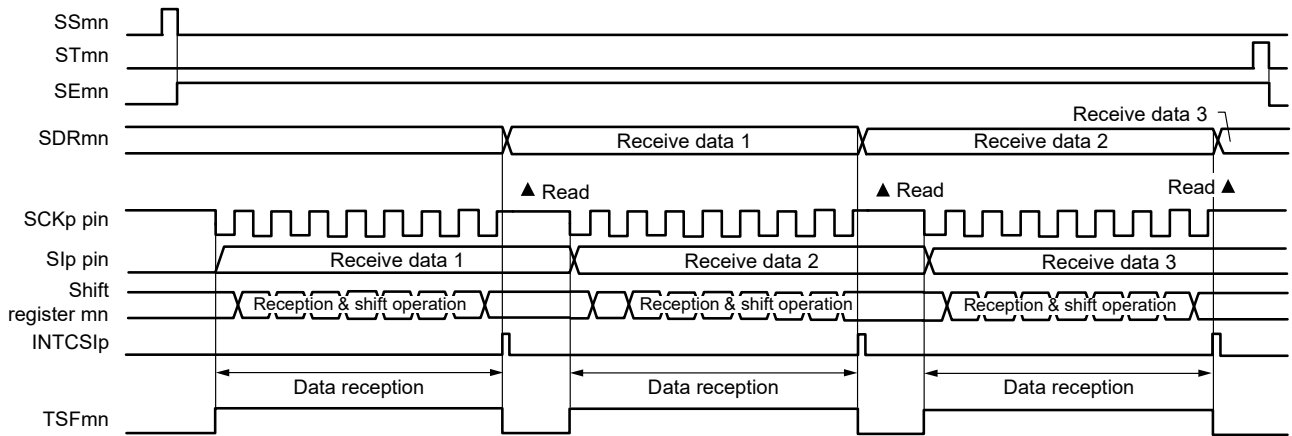 SSmn
STmn
SEmn
Receive data 3
SDRmn Receive data 1 Receive data 2
▲ Read ▲ Read Read ▲
SCKp pin
SIp pin Receive data 1 Receive data 2 Receive data 3
Shift
register mn Reception & shift operation Reception & shift operation Reception & shift operation
INTCSIp
Data reception Data reception Data reception
TSFmn